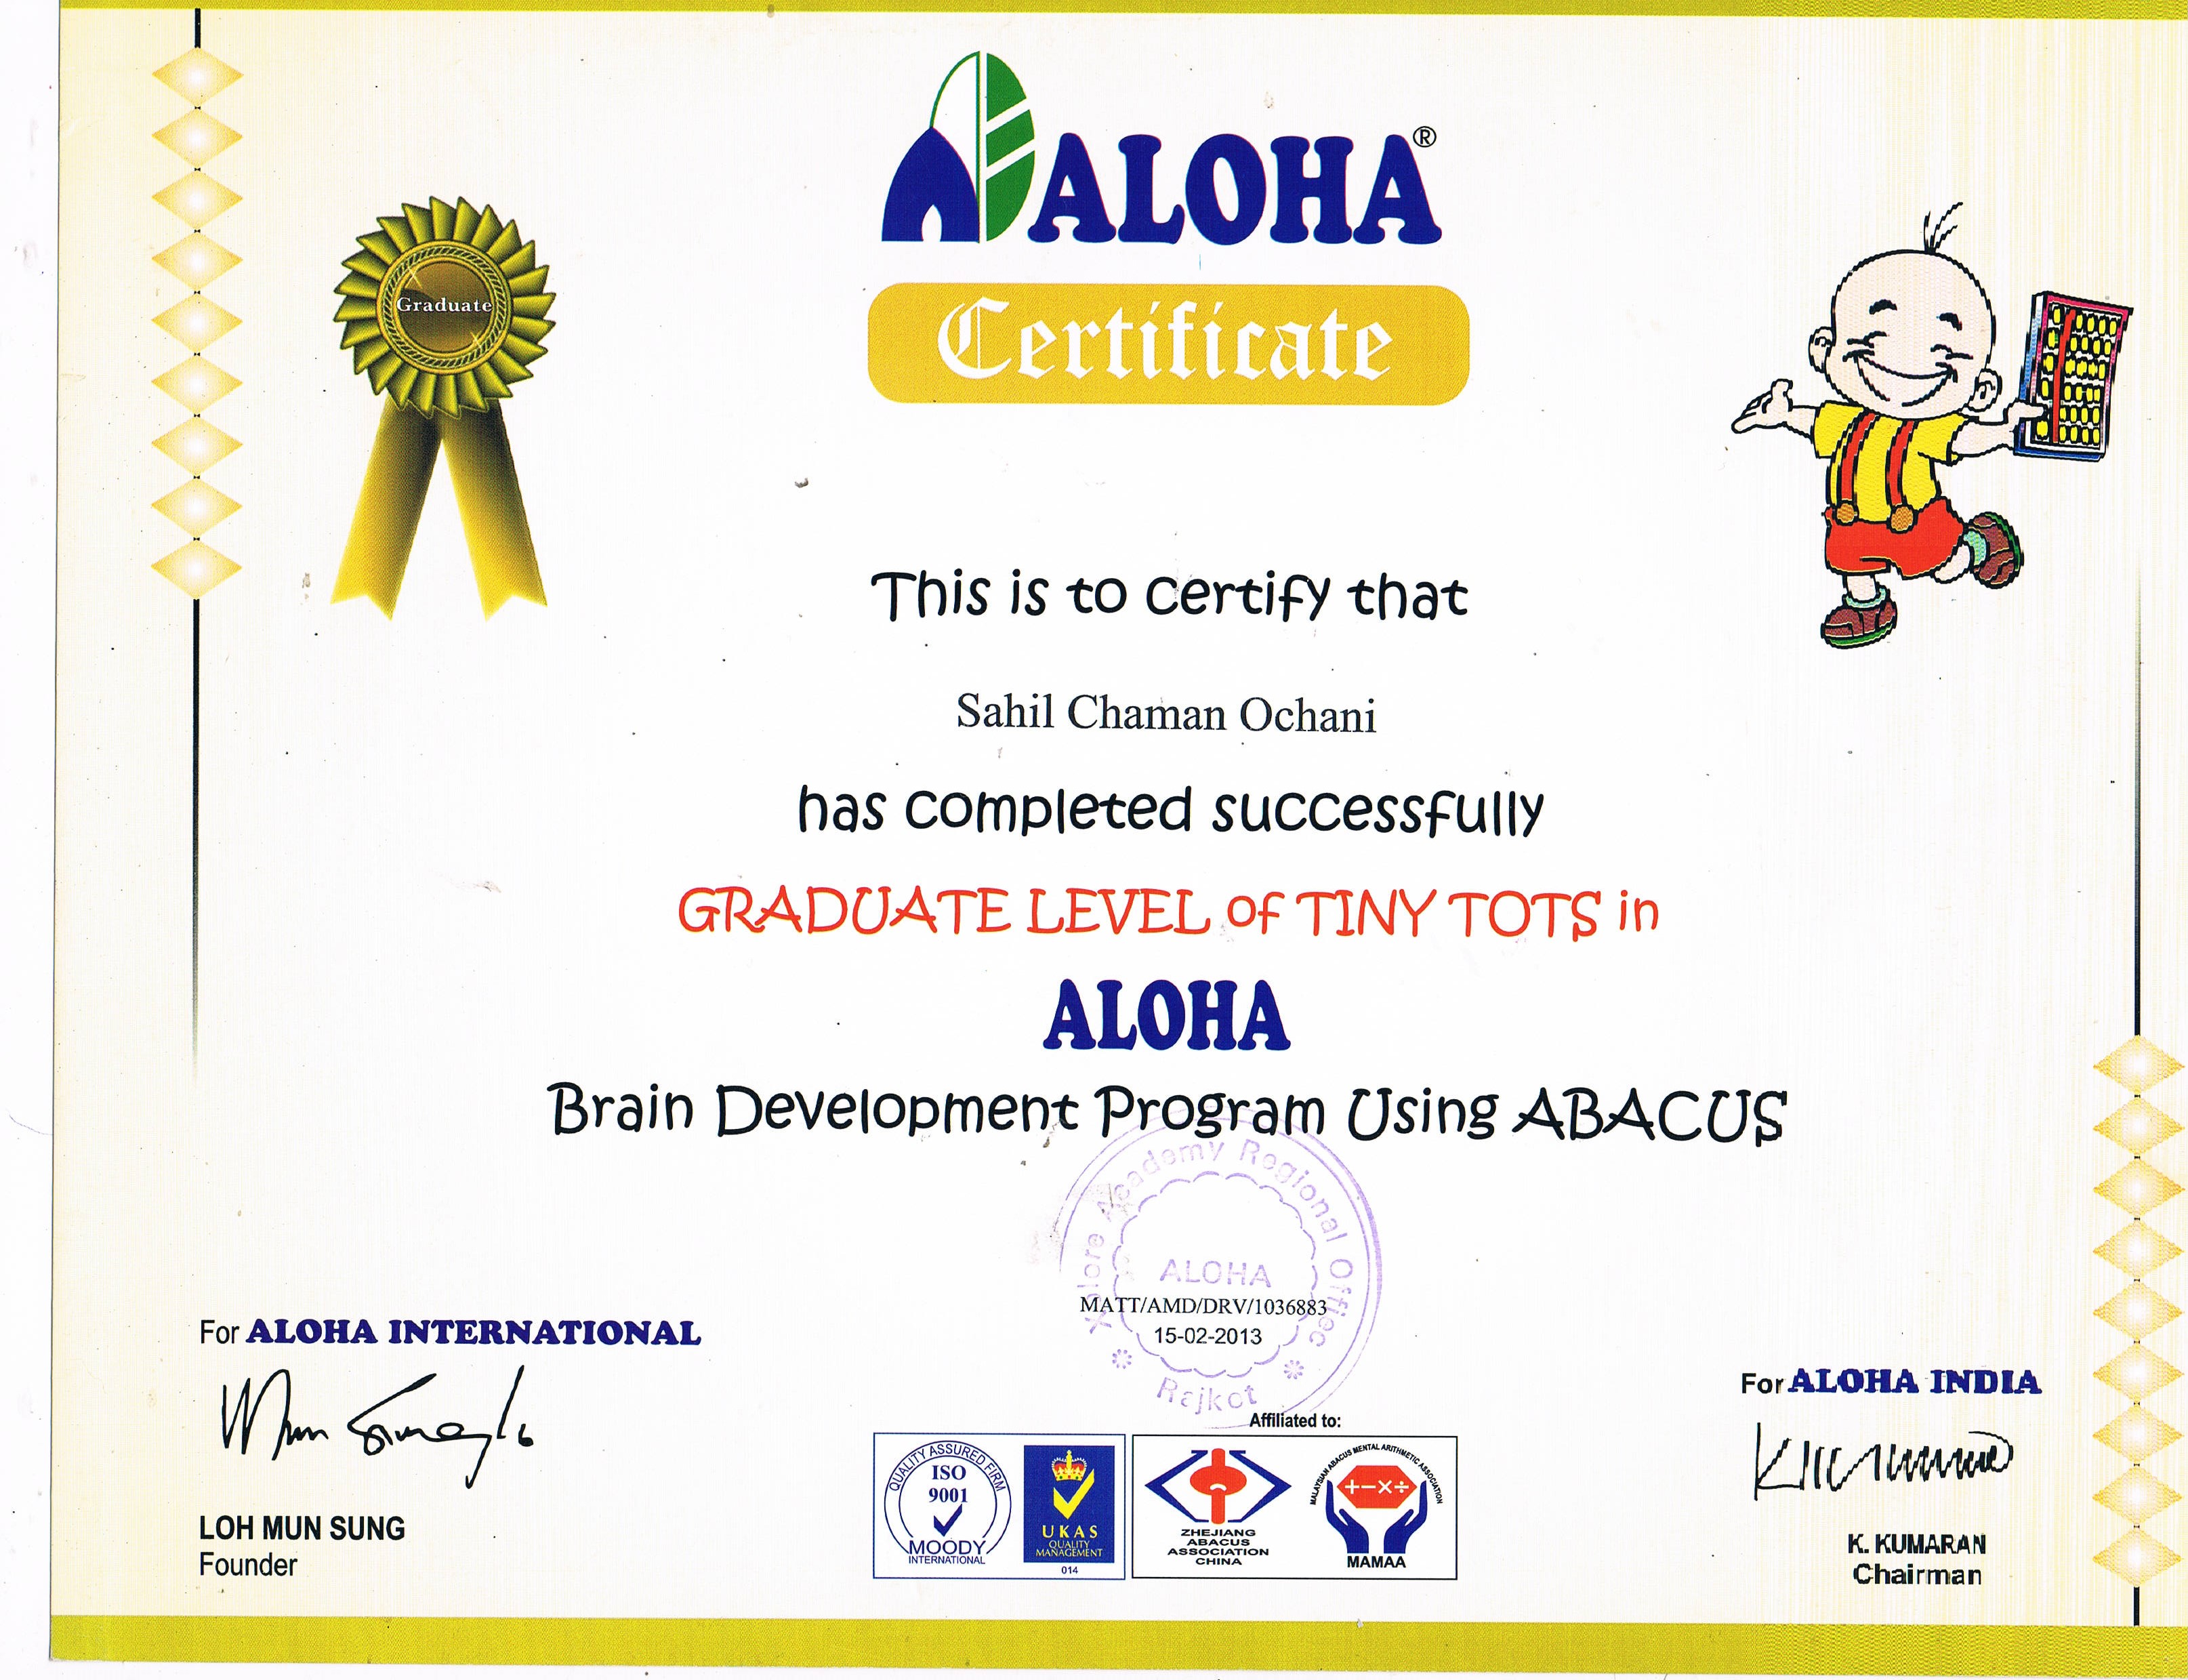 ALOHA®
Certificate
Graduate
This is to certify that
Sahil Chaman Ochani
has completed successfully
GRADUATE LEVEL of TINY TOTS in
ALOHA
Brain Development Program Using ABACUS
Xplore Academy Regional Office
ALOHA
MATT/AMD/DRV/1036883
15-02-2013
Rajkot
For ALOHA INTERNATIONAL
LOH MUN SUNG
Founder
Affiliated to:
QUALITY ASSURED FIRM
ISO
9001
MOODY
INTERNATIONAL
UKAS
QUALITY
MANAGEMENT
014
ZHEJIANG
ABACUS
ASSOCIATION
CHINA
MALAYSIAN ABACUS MENTAL ARITHMETIC ASSOCIATION
+−×÷
MAMAA
For ALOHA INDIA
K. KUMARAN
Chairman